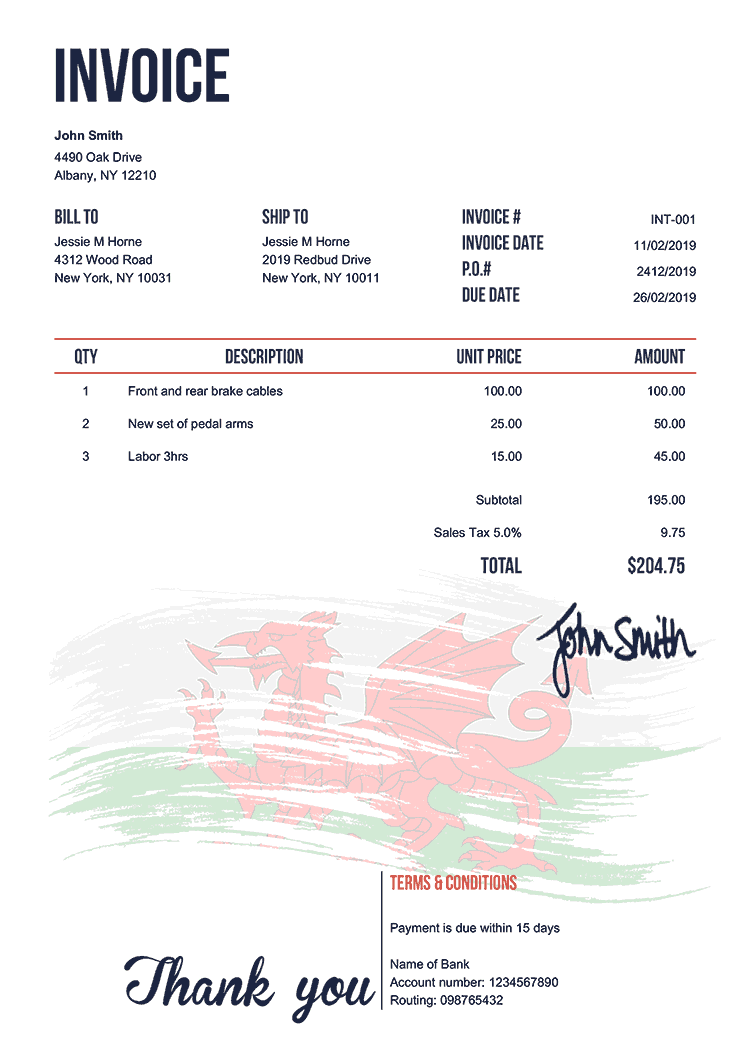 INVOICE
John Smith
4490 Oak Drive
Albany, NY 12210
BILL TO
Jessie M Horne
4312 Wood Road
New York, NY 10031
SHIP TO
Jessie M Horne
2019 Redbud Drive
New York, NY 10011
INVOICE # INT-001
INVOICE DATE 11/02/2019
P.O.# 2412/2019
DUE DATE 26/02/2019
QTY DESCRIPTION UNIT PRICE AMOUNT
1 Front and rear brake cables 100.00 100.00
2 New set of pedal arms 25.00 50.00
3 Labor 3hrs 15.00 45.00
Subtotal 195.00
Sales Tax 5.0% 9.75
TOTAL $204.75
John Smith
TERMS & CONDITIONS
Payment is due within 15 days
Name of Bank
Account number: 1234567890
Routing: 098765432
Thank you